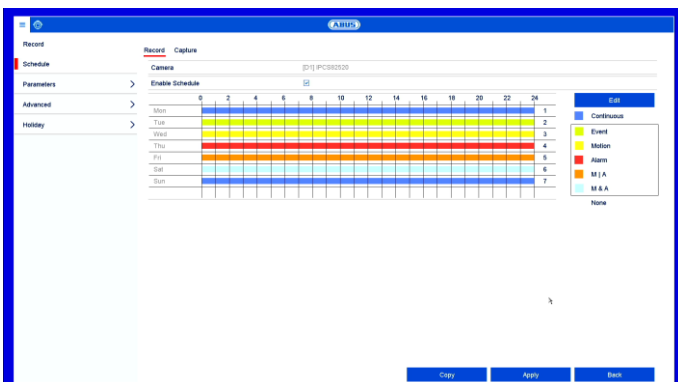 ABUS
Record
Schedule
Parameters
Advanced
Holiday
Record Capture
Camera [D1] IPCS82520
Enable Schedule
0 2 4 6 8 10 12 14 16 18 20 22 24
Mon 1
Tue 2
Wed 3
Thu 4
Fri 5
Sat 6
Sun 7
Edit
Continuous
Event
Motion
Alarm
M | A
M & A
None
Copy Apply Back